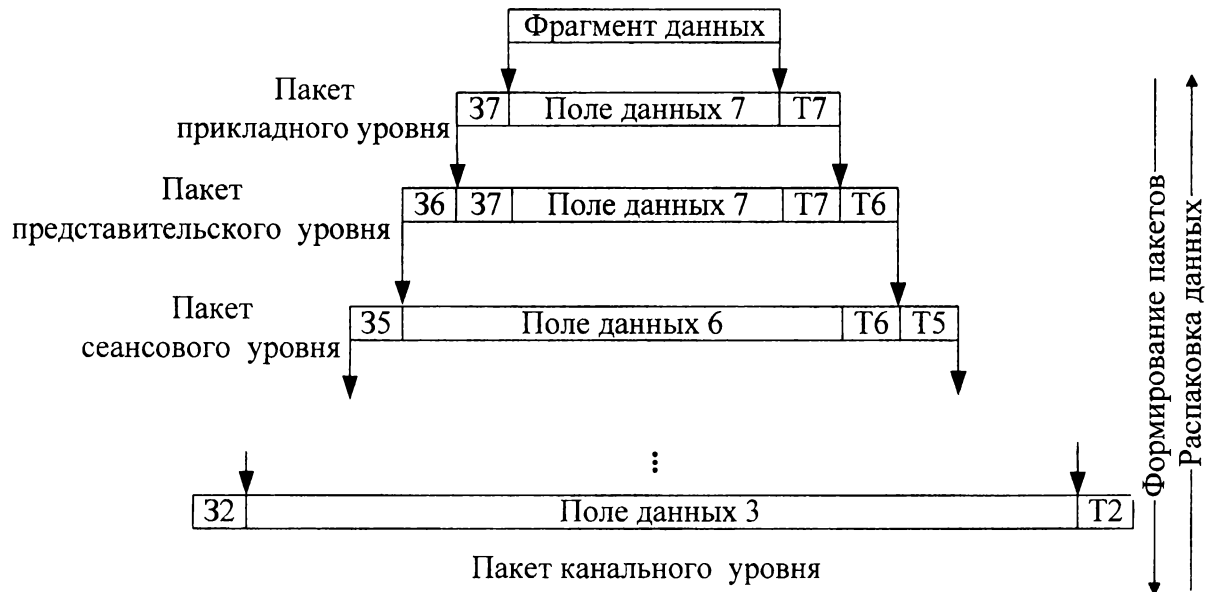 Фрагмент данных
Пакет
прикладного уровня
З7 Поле данных 7 Т7
Пакет
представительского уровня
З6 З7 Поле данных 7 Т7 Т6
Пакет
сеансового уровня
З5 Поле данных 6 Т6 Т5
⋮
З2 Поле данных 3 Т2
Пакет канального уровня
Формирование пакетов
Распаковка данных